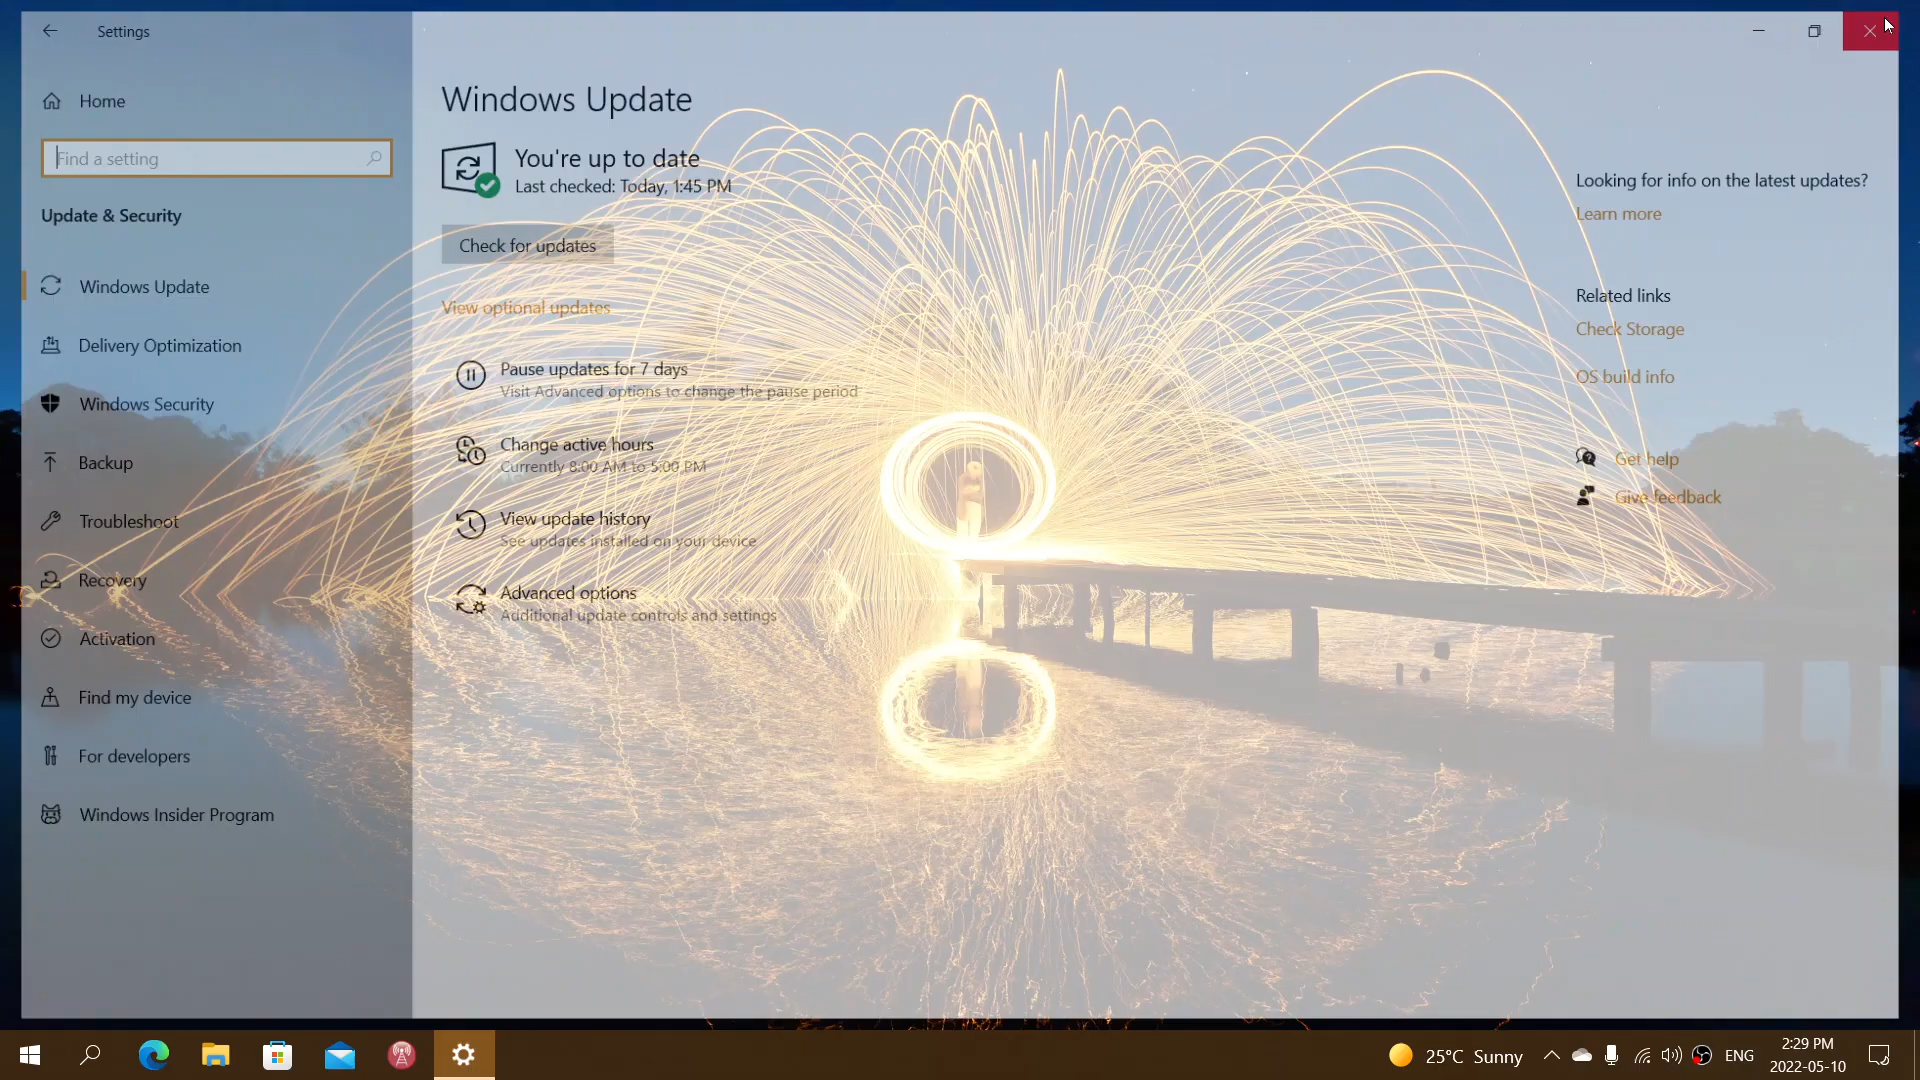 Settings
Home
Find a setting
Update & Security
Windows Update
Delivery Optimization
Windows Security
Backup
Troubleshoot
Recovery
Activation
Find my device
For developers
Windows Insider Program
Windows Update
You're up to date
Last checked: Today, 1:45 PM
Check for updates
View optional updates
Pause updates for 7 days
Visit Advanced options to change the pause period
Change active hours
Currently 8:00 AM to 5:00 PM
View update history
See updates installed on your device
Advanced options
Additional update controls and settings
Looking for info on the latest updates?
Learn more
Related links
Check Storage
OS build info
Get help
Give feedback
25°C Sunny
ENG
2:29 PM
2022-05-10